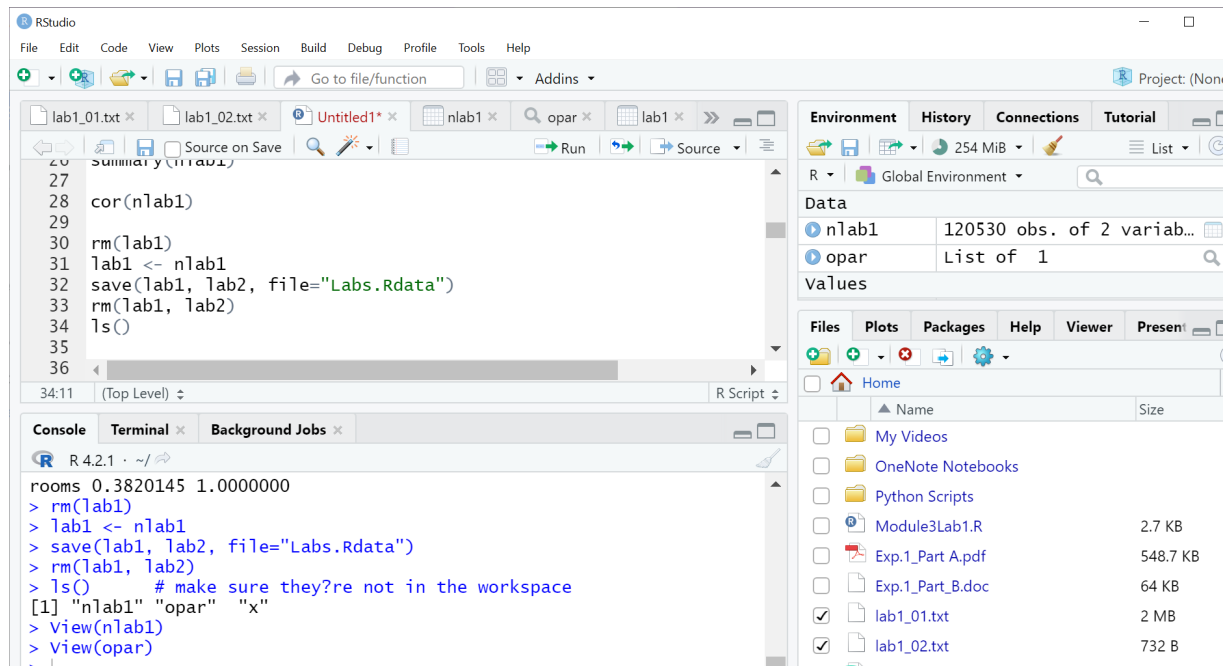 RStudio
File Edit Code View Plots Session Build Debug Profile Tools Help
Go to file/function Addins Project: (None
lab1_01.txt lab1_02.txt Untitled1* nlab1 opar lab1
Source on Save Run Source
26 summary(nlab1)
27
28 cor(nlab1)
29
30 rm(lab1)
31 lab1 <- nlab1
32 save(lab1, lab2, file="Labs.Rdata")
33 rm(lab1, lab2)
34 ls()
35
36
34:11 (Top Level) R Script
Console Terminal Background Jobs
R 4.2.1 · ~/
rooms 0.3820145 1.0000000
> rm(lab1)
> lab1 <- nlab1
> save(lab1, lab2, file="Labs.Rdata")
> rm(lab1, lab2)
> ls() # make sure they?re not in the workspace
[1] "nlab1" "opar" "x"
> View(nlab1)
> View(opar)
>
Environment History Connections Tutorial
254 MiB List
R Global Environment
Data
nlab1 120530 obs. of 2 variab…
opar List of 1
Values
Files Plots Packages Help Viewer Present
Home
Name Size
My Videos
OneNote Notebooks
Python Scripts
Module3Lab1.R 2.7 KB
Exp.1_Part A.pdf 548.7 KB
Exp.1_Part_B.doc 64 KB
lab1_01.txt 2 MB
lab1_02.txt 732 B